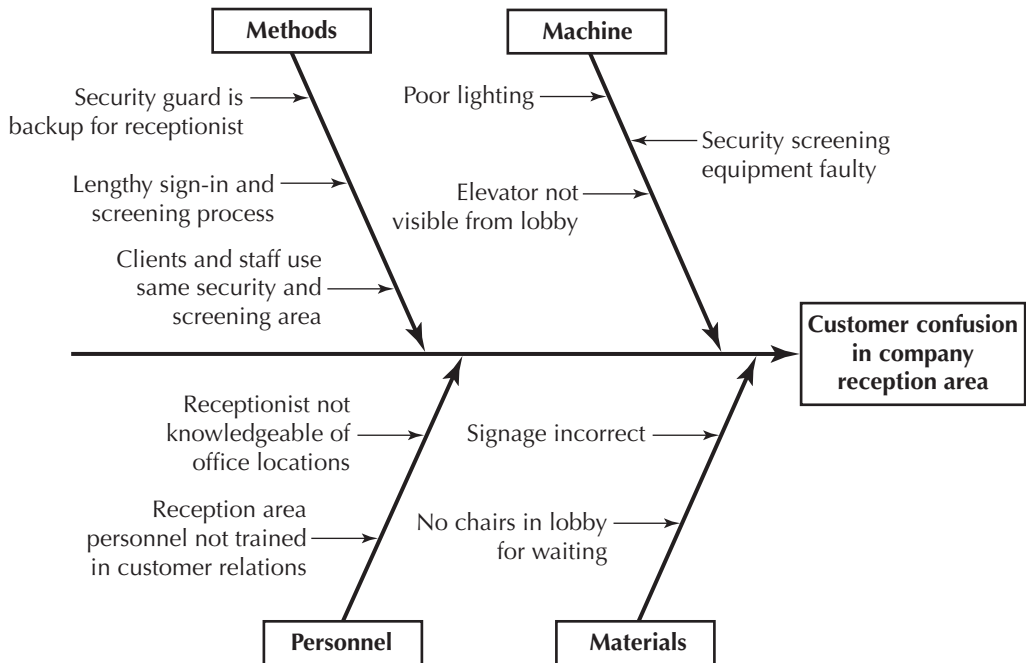 Methods
Machine
Security guard is
backup for receptionist
Lengthy sign-in and
screening process
Clients and staff use
same security and
screening area
Poor lighting
Security screening
equipment faulty
Elevator not
visible from lobby
Customer confusion
in company
reception area
Receptionist not
knowledgeable of
office locations
Reception area
personnel not trained
in customer relations
Signage incorrect
No chairs in lobby
for waiting
Personnel
Materials